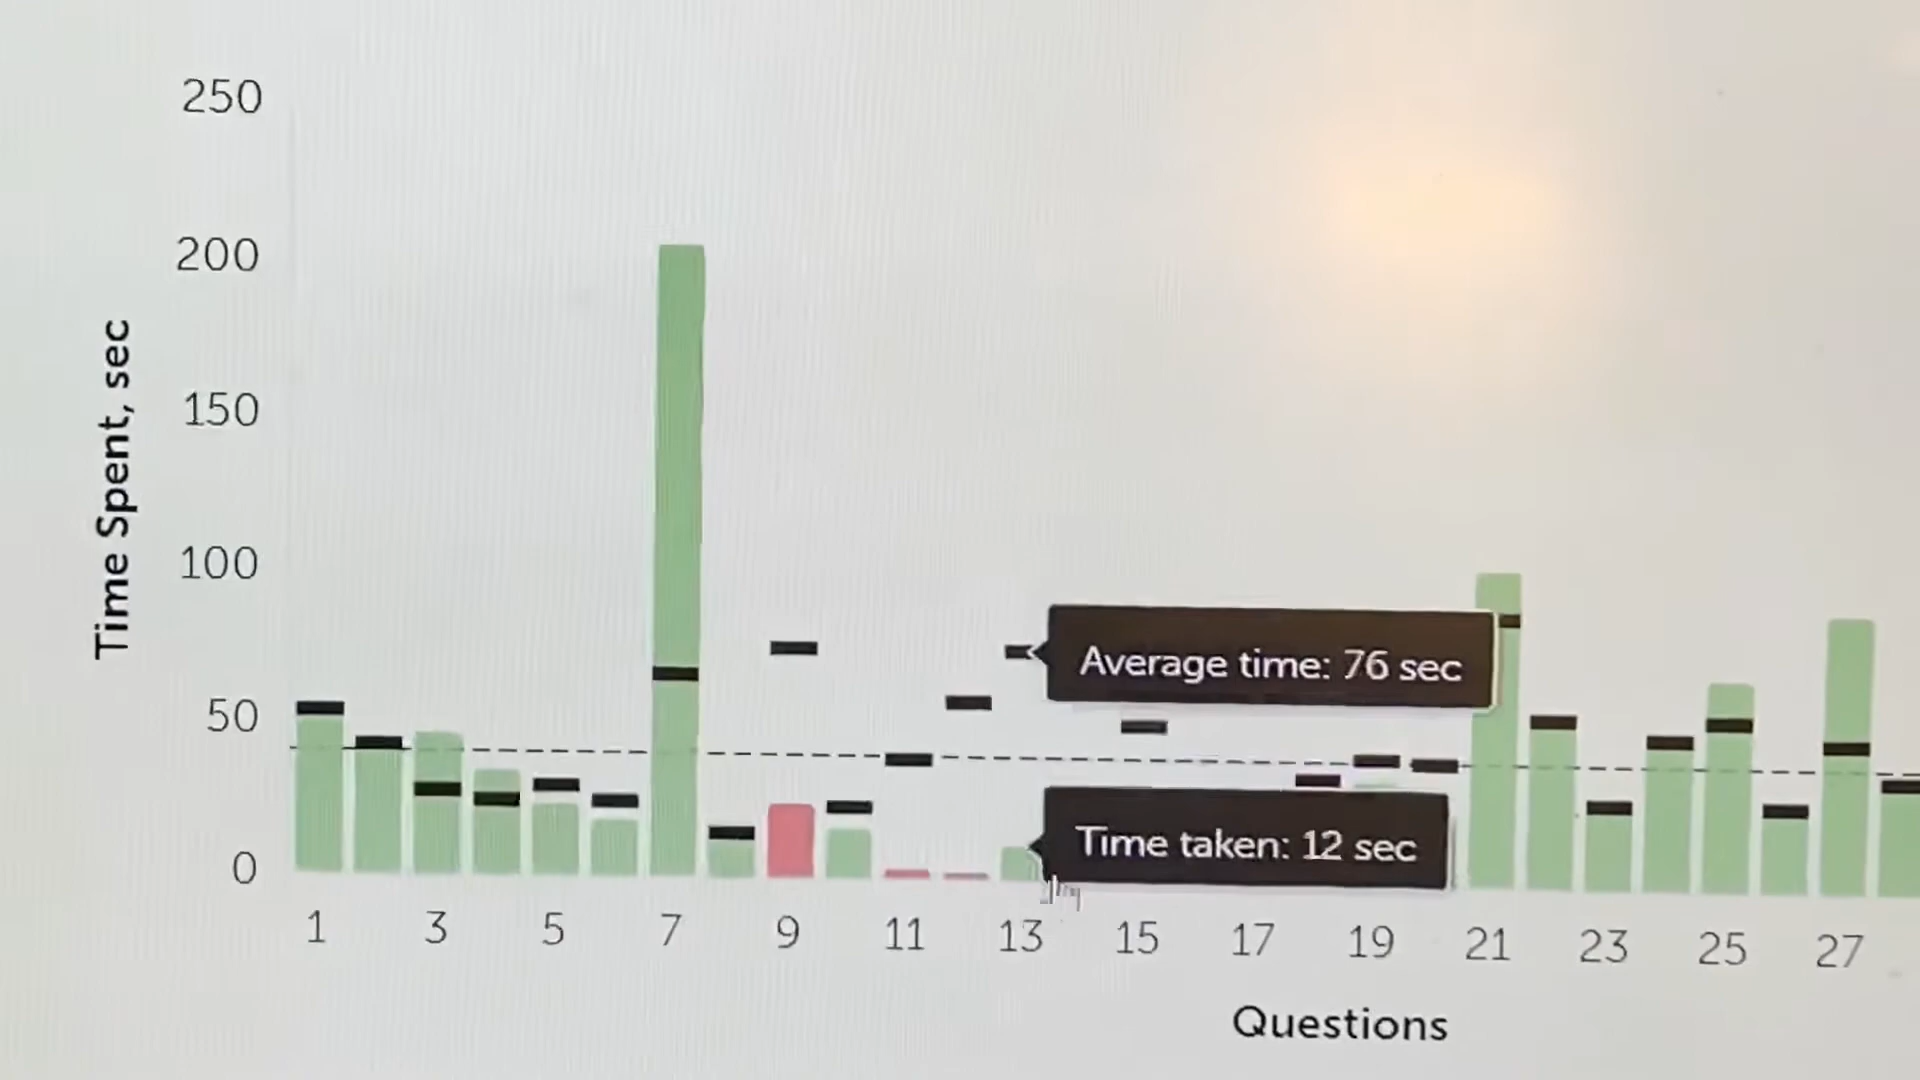 250
200
150
100
50
0
Time Spent, sec
Average time: 76 sec
Time taken: 12 sec
1 3 5 7 9 11 13 15 17 19 21 23 25 27
Questions